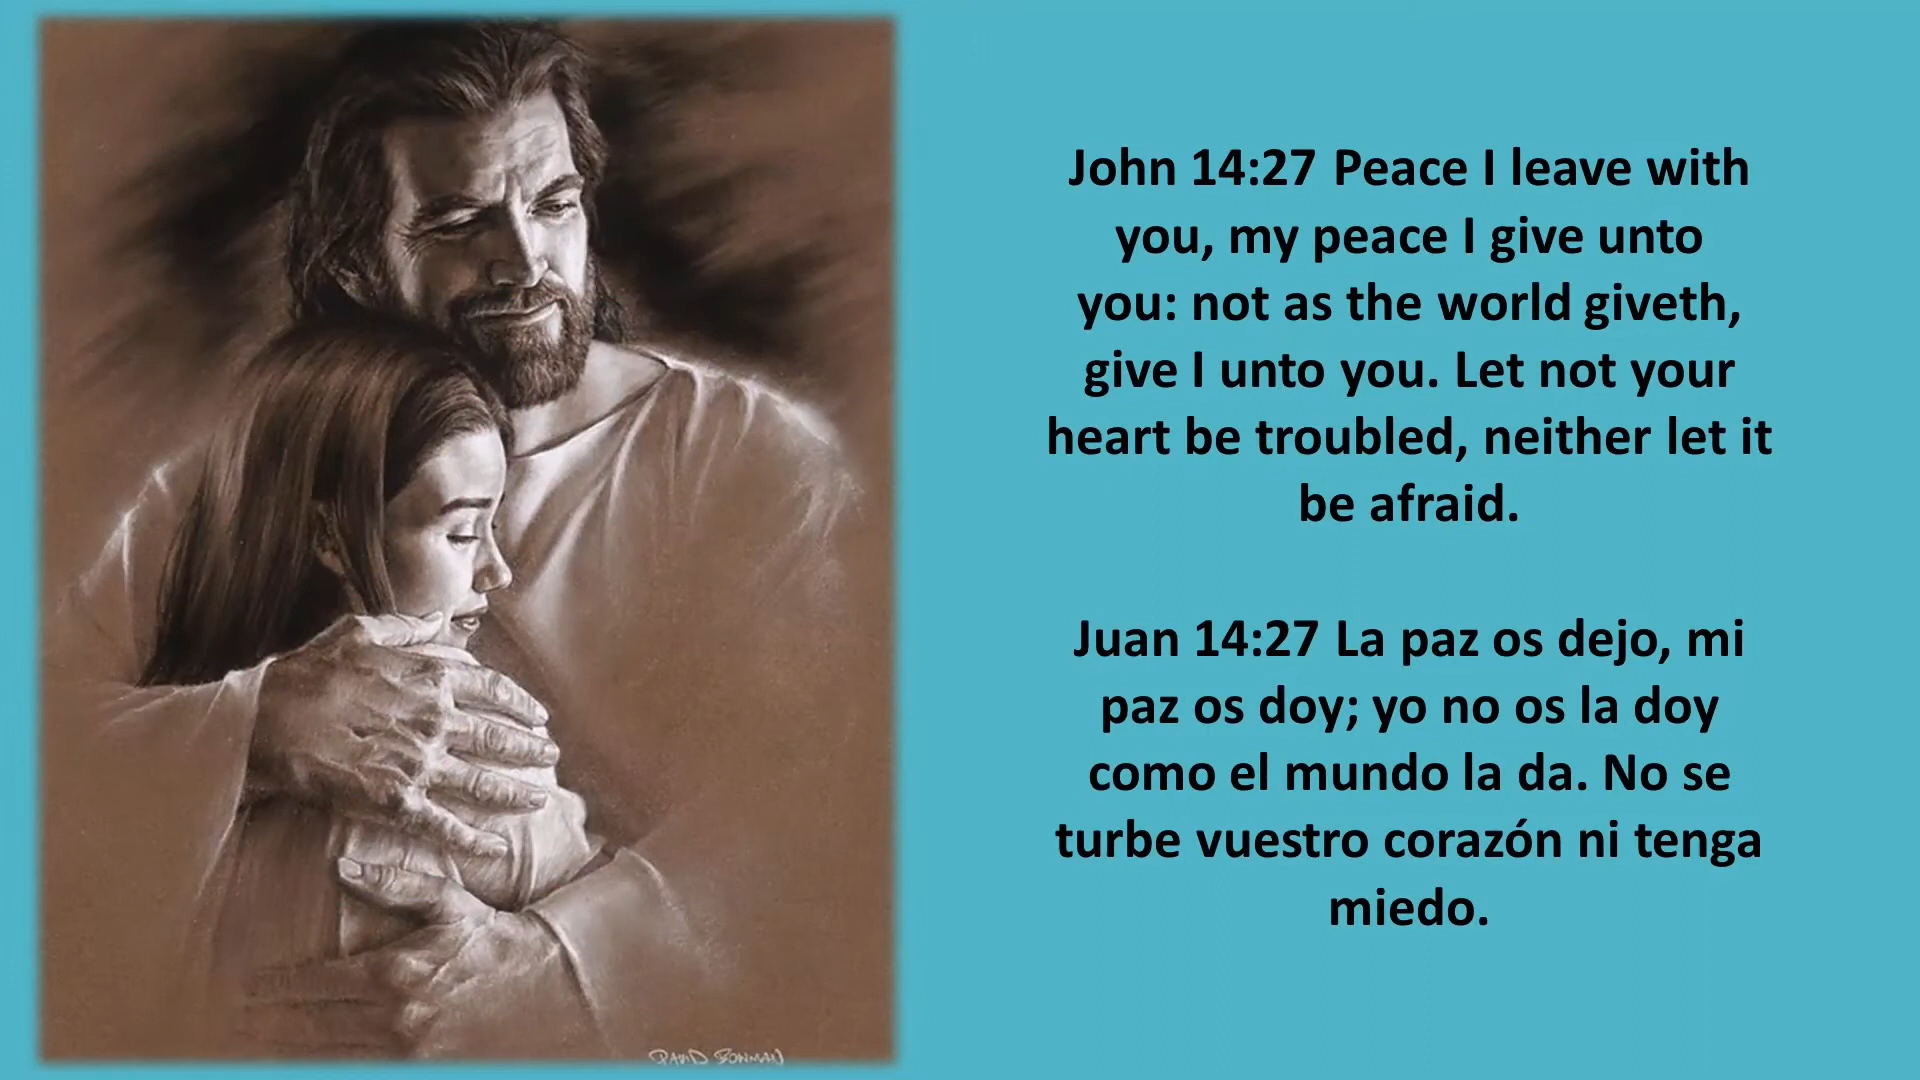 John 14:27 Peace I leave with
you, my peace I give unto
you: not as the world giveth,
give I unto you. Let not your
heart be troubled, neither let it
be afraid.
Juan 14:27 La paz os dejo, mi
paz os doy; yo no os la doy
como el mundo la da. No se
turbe vuestro corazón ni tenga
miedo.
DAVID BOWMAN